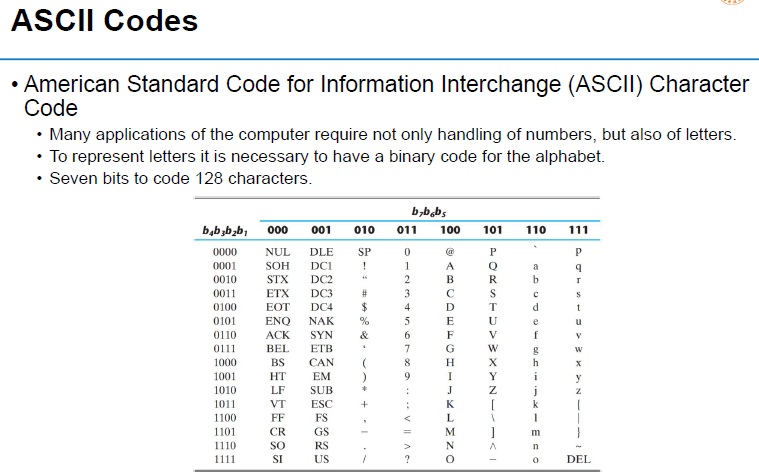 ASCII Codes
• American Standard Code for Information Interchange (ASCII) Character
Code
• Many applications of the computer require not only handling of numbers, but also of letters.
• To represent letters it is necessary to have a binary code for the alphabet.
• Seven bits to code 128 characters.
b₇b₆b₅
b₄b₃b₂b₁ 000 001 010 011 100 101 110 111
0000 NUL DLE SP 0 @ P ` p
0001 SOH DC1 ! 1 A Q a q
0010 STX DC2 “ 2 B R b r
0011 ETX DC3 # 3 C S c s
0100 EOT DC4 $ 4 D T d t
0101 ENQ NAK % 5 E U e u
0110 ACK SYN & 6 F V f v
0111 BEL ETB ‘ 7 G W g w
1000 BS CAN ( 8 H X h x
1001 HT EM ) 9 I Y i y
1010 LF SUB * : J Z j z
1011 VT ESC + ; K [ k {
1100 FF FS , < L \ l |
1101 CR GS − = M ] m }
1110 SO RS . > N ∧ n ~
1111 SI US / ? O − o DEL